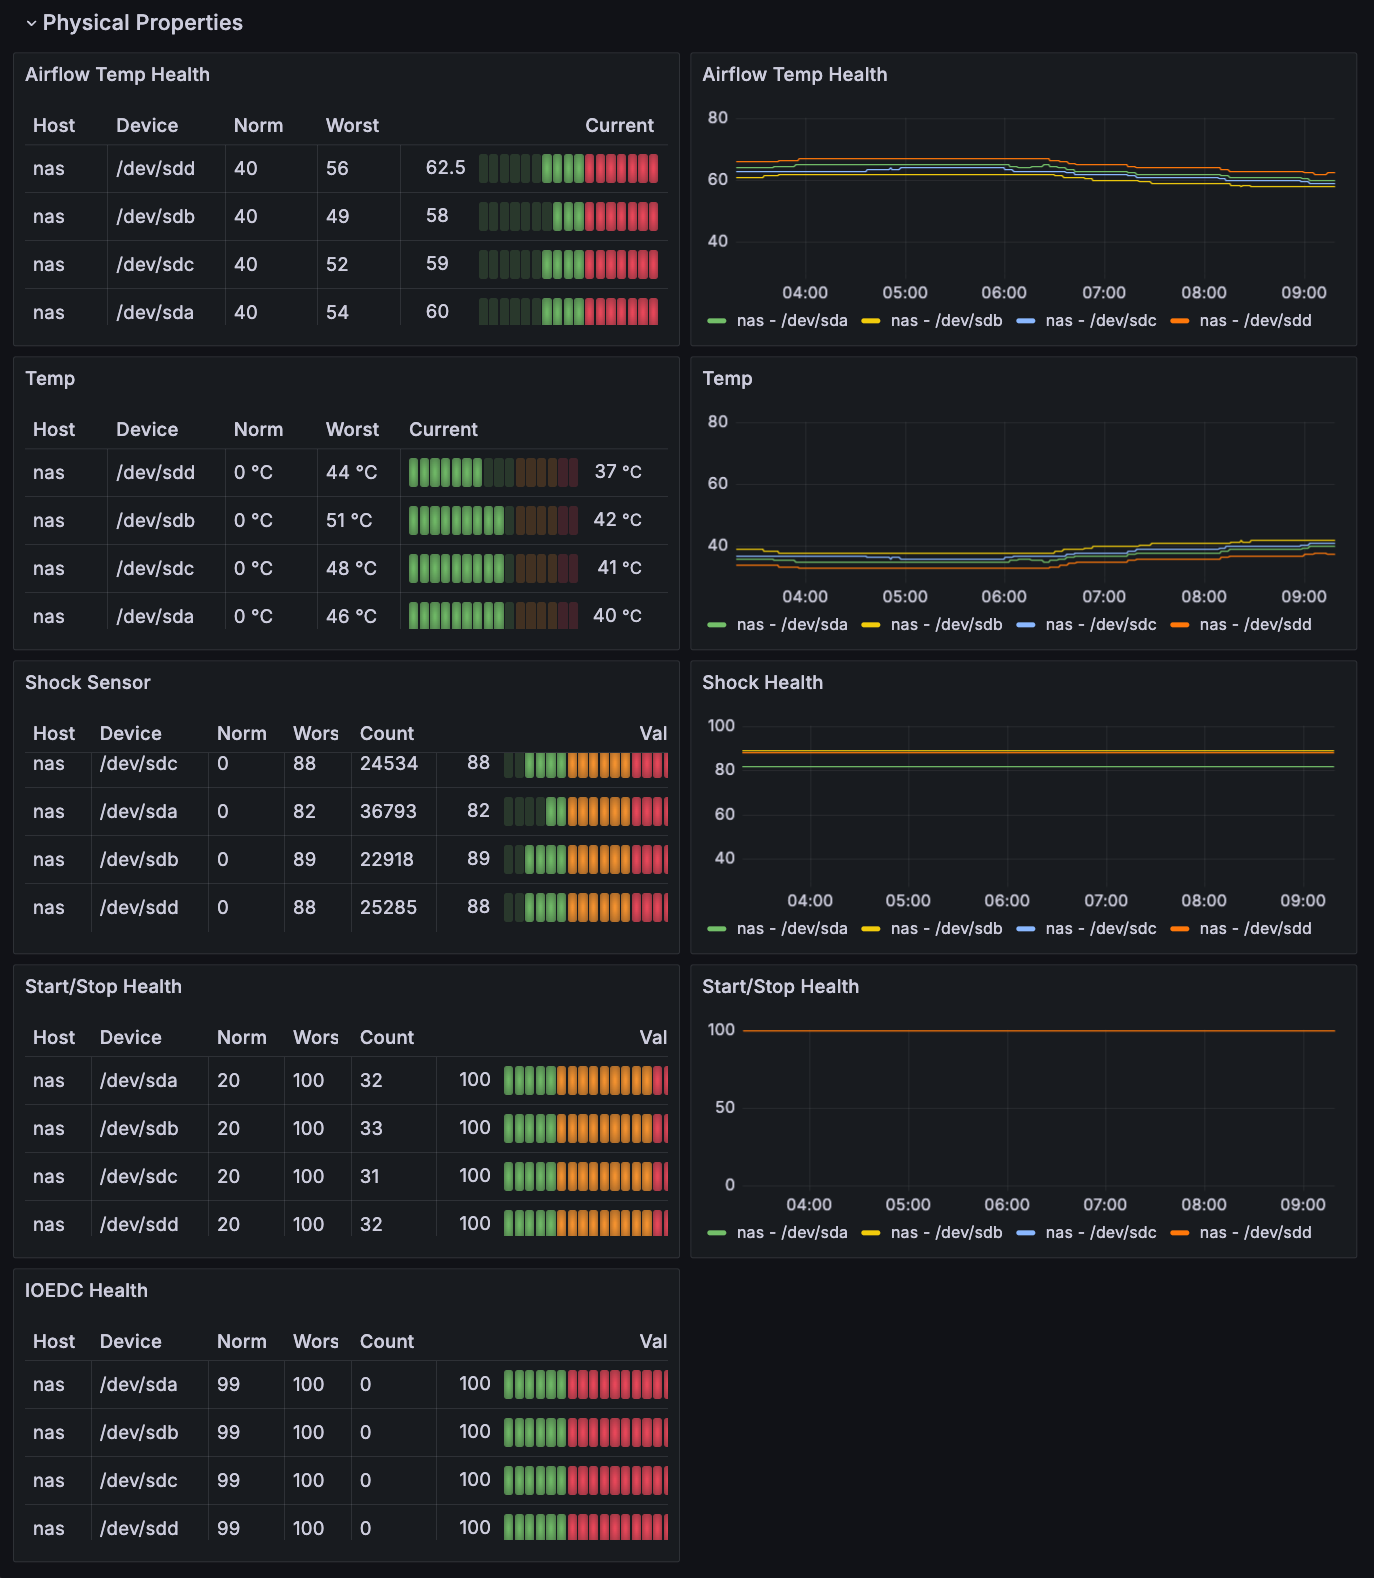 Physical Properties
Airflow Temp Health
Host Device Norm Worst Current
nas /dev/sdd 40 56 62.5
nas /dev/sdb 40 49 58
nas /dev/sdc 40 52 59
nas /dev/sda 40 54 60
Airflow Temp Health
80
60
40
04:00 05:00 06:00 07:00 08:00 09:00
nas - /dev/sda nas - /dev/sdb nas - /dev/sdc nas - /dev/sdd
Temp
Host Device Norm Worst Current
nas /dev/sdd 0 °C 44 °C 37 °C
nas /dev/sdb 0 °C 51 °C 42 °C
nas /dev/sdc 0 °C 48 °C 41 °C
nas /dev/sda 0 °C 46 °C 40 °C
Temp
80
60
40
04:00 05:00 06:00 07:00 08:00 09:00
nas - /dev/sda nas - /dev/sdb nas - /dev/sdc nas - /dev/sdd
Shock Sensor
Host Device Norm Wors Count Val
nas /dev/sdc 0 88 24534 88
nas /dev/sda 0 82 36793 82
nas /dev/sdb 0 89 22918 89
nas /dev/sdd 0 88 25285 88
Shock Health
100
80
60
40
04:00 05:00 06:00 07:00 08:00 09:00
nas - /dev/sda nas - /dev/sdb nas - /dev/sdc nas - /dev/sdd
Start/Stop Health
Host Device Norm Wors Count Val
nas /dev/sda 20 100 32 100
nas /dev/sdb 20 100 33 100
nas /dev/sdc 20 100 31 100
nas /dev/sdd 20 100 32 100
Start/Stop Health
100
50
0
04:00 05:00 06:00 07:00 08:00 09:00
nas - /dev/sda nas - /dev/sdb nas - /dev/sdc nas - /dev/sdd
IOEDC Health
Host Device Norm Wors Count Val
nas /dev/sda 99 100 0 100
nas /dev/sdb 99 100 0 100
nas /dev/sdc 99 100 0 100
nas /dev/sdd 99 100 0 100